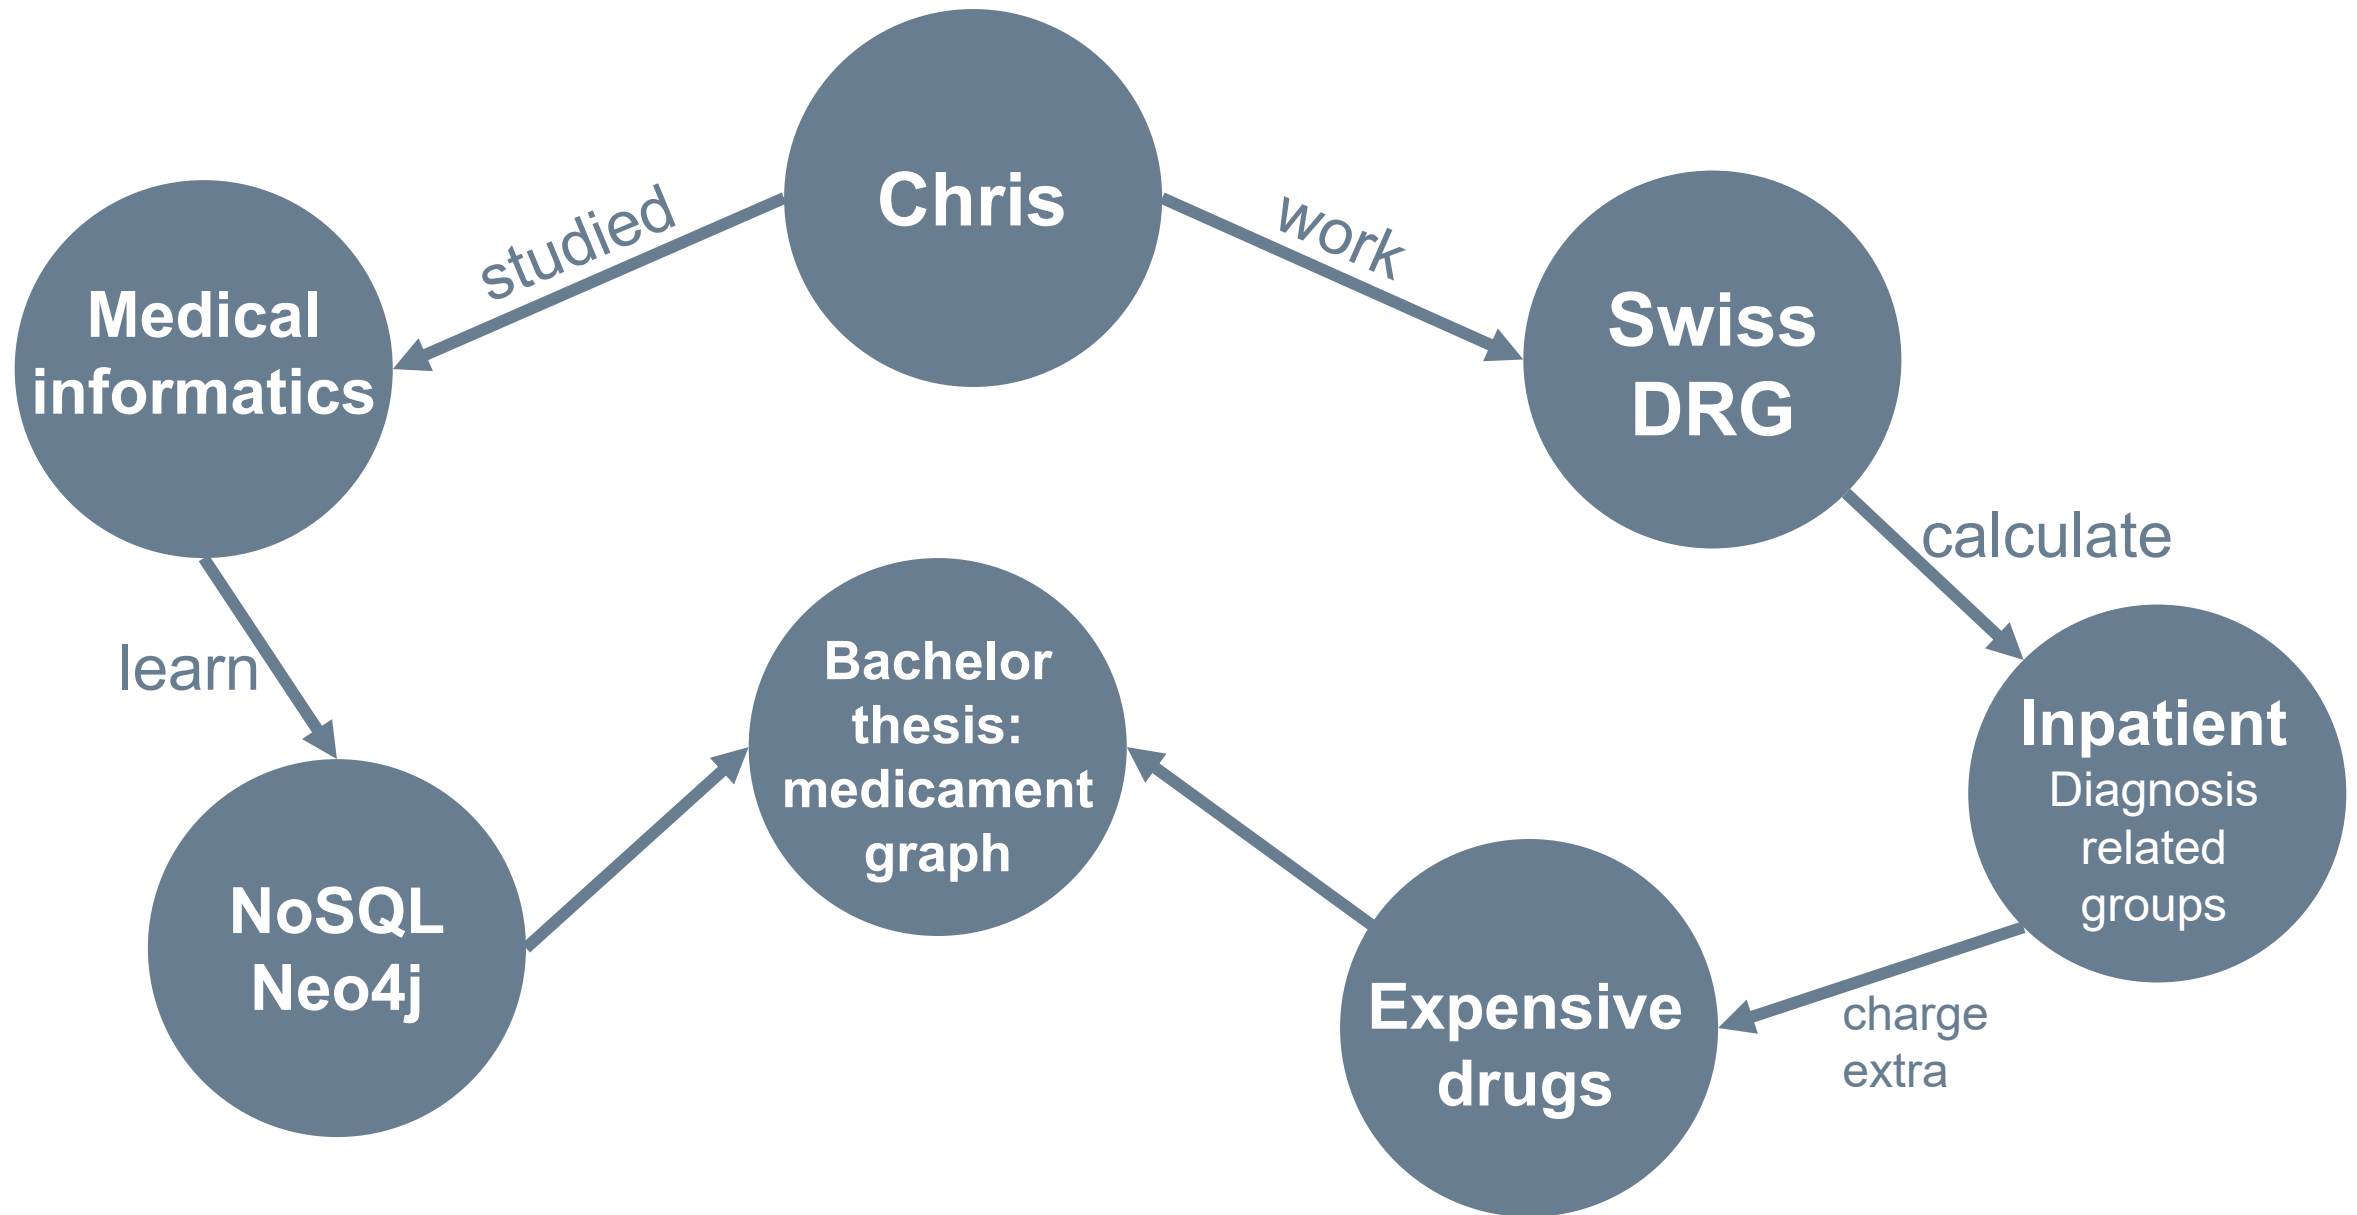 Chris
studied
work
Medical
informatics
Swiss
DRG
calculate
learn
Bachelor
thesis:
medicament
graph
Inpatient
Diagnosis
related
groups
NoSQL
Neo4j
Expensive
drugs
charge
extra